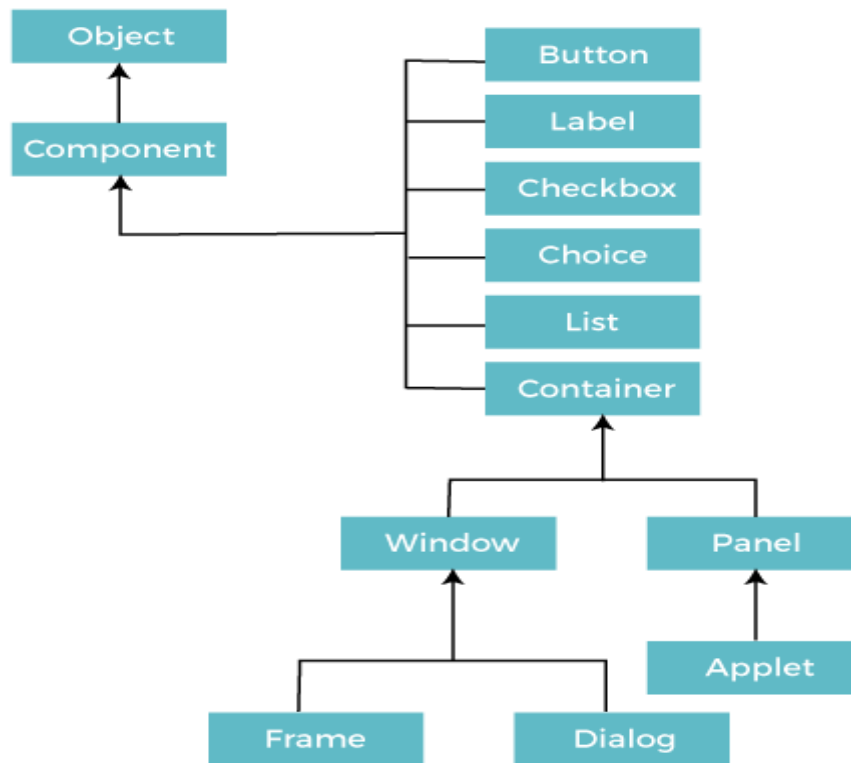 Object
Button
Label
Component
Checkbox
Choice
List
Container
Window
Panel
Applet
Frame
Dialog